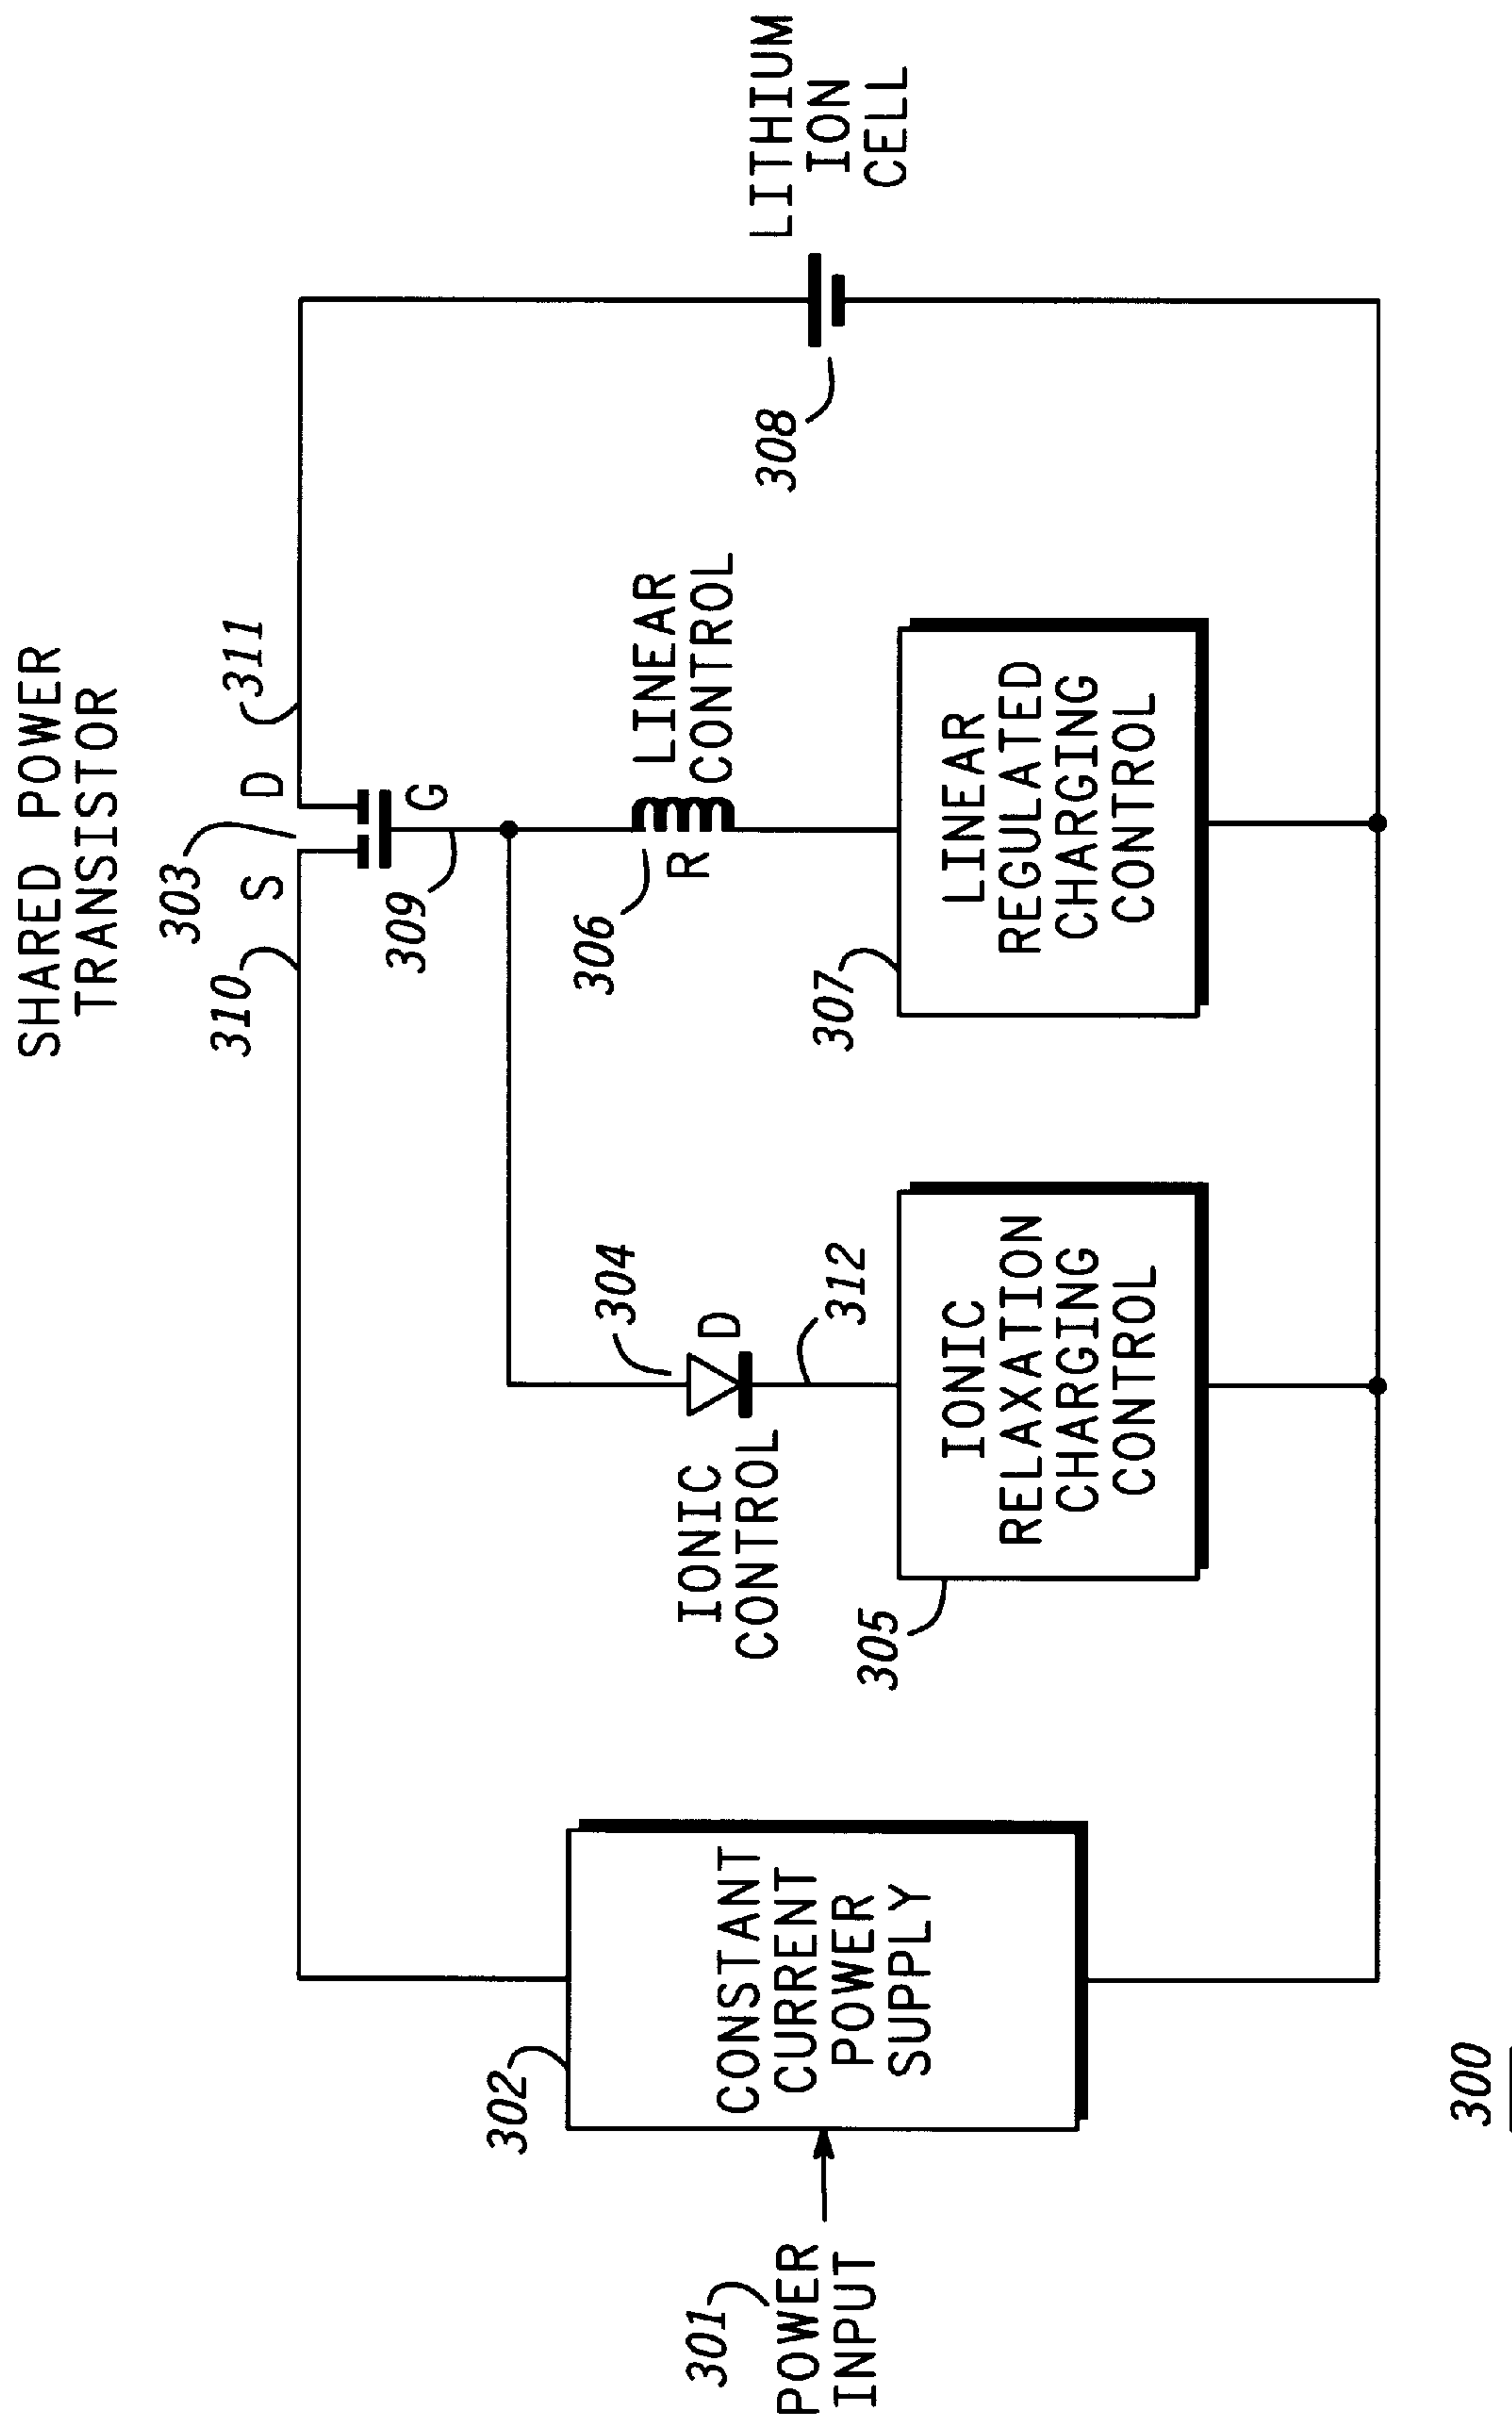 SHARED POWER
TRANSISTOR
303
310
S
D
311
G
309
304
IONIC
CONTROL
D
312
306
R
LINEAR
CONTROL
301
POWER
INPUT
302
CONSTANT
CURRENT
POWER
SUPPLY
305
IONIC
RELAXATION
CHARGING
CONTROL
307
LINEAR
REGULATED
CHARGING
CONTROL
308
LITHIUM
ION
CELL
300